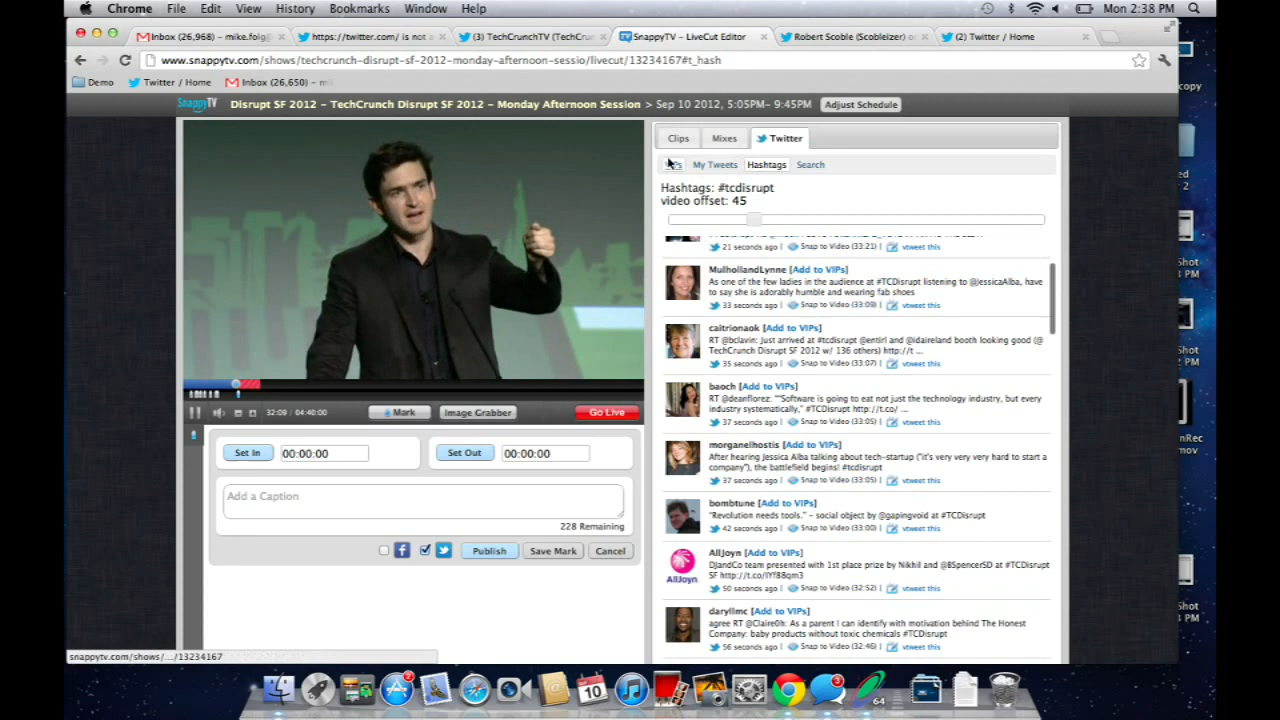 Chrome File Edit View History Bookmarks Window Help Mon 2:38 PM
Inbox (26,968) – mike.folg
https://twitter.com/ is not a
(3) TechCrunchTV (TechCrun
SnappyTV – LiveCut Editor
Robert Scoble (Scobleizer) o
(2) Twitter / Home
www.snappytv.com/shows/techcrunch-disrupt-sf-2012-monday-afternoon-sessio/livecut/13234167#t_hash
Demo Twitter / Home Inbox (26,650) –
SnappyTV Disrupt SF 2012 – TechCrunch Disrupt SF 2012 – Monday Afternoon Session > Sep 10 2012, 5:05PM– 9:45PM Adjust Schedule
Clips Mixes Twitter
My Tweets Hashtags Search
Hashtags: #tcdisrupt
video offset: 45
21 seconds ago | Snap to Video (33:21) | vtweet this
MulhollandLynne [Add to VIPs]
As one of the few ladies in the audience at #TCDisrupt listening to @jessicaAlba, have
to say she is adorably humble and wearing fab shoes
33 seconds ago | Snap to Video (33:09) | vtweet this
caitrionaok [Add to VIPs]
RT @bclavin: Just arrived at #tcdisrupt @entirl and @idaireland booth looking good (@
TechCrunch Disrupt SF 2012 w/ 136 others) http://t ...
35 seconds ago | Snap to Video (33:07) | vtweet this
baoch [Add to VIPs]
RT @deanflorez: "“Software is going to eat not just the technology industry, but every
industry systematically," #TCDisrupt http://t.co/ ...
37 seconds ago | Snap to Video (33:05) | vtweet this
morganelhostis [Add to VIPs]
After hearing Jessica Alba talking about tech-startup ("it's very very very hard to start a
company"), the battlefield begins! #tcdisrupt
37 seconds ago | Snap to Video (33:05) | vtweet this
bombtune [Add to VIPs]
"Revolution needs tools." – social object by @gapingvoid at #TCDisrupt
42 seconds ago | Snap to Video (33:00) | vtweet this
AllJoyn [Add to VIPs]
DJandCo team presented with 1st place prize by Nikhil and @BSpencerSD at #TCDisrupt
SF http://t.co/IYf88qm3
AllJoyn
50 seconds ago | Snap to Video (32:52) | vtweet this
daryllmc [Add to VIPs]
agree RT @Claire0h: As a parent I can identify with motivation behind The Honest
Company: baby products without toxic chemicals #TCDisrupt
56 seconds ago | Snap to Video (32:46) | vtweet this
32:09 / 04:40:00 Mark Image Grabber Go Live
Set In 00:00:00 Set Out 00:00:00
Add a Caption
228 Remaining
Publish Save Mark Cancel
snappytv.com/shows/.../13234167
copy
Shot
Shot
Shot
10
2
3
64